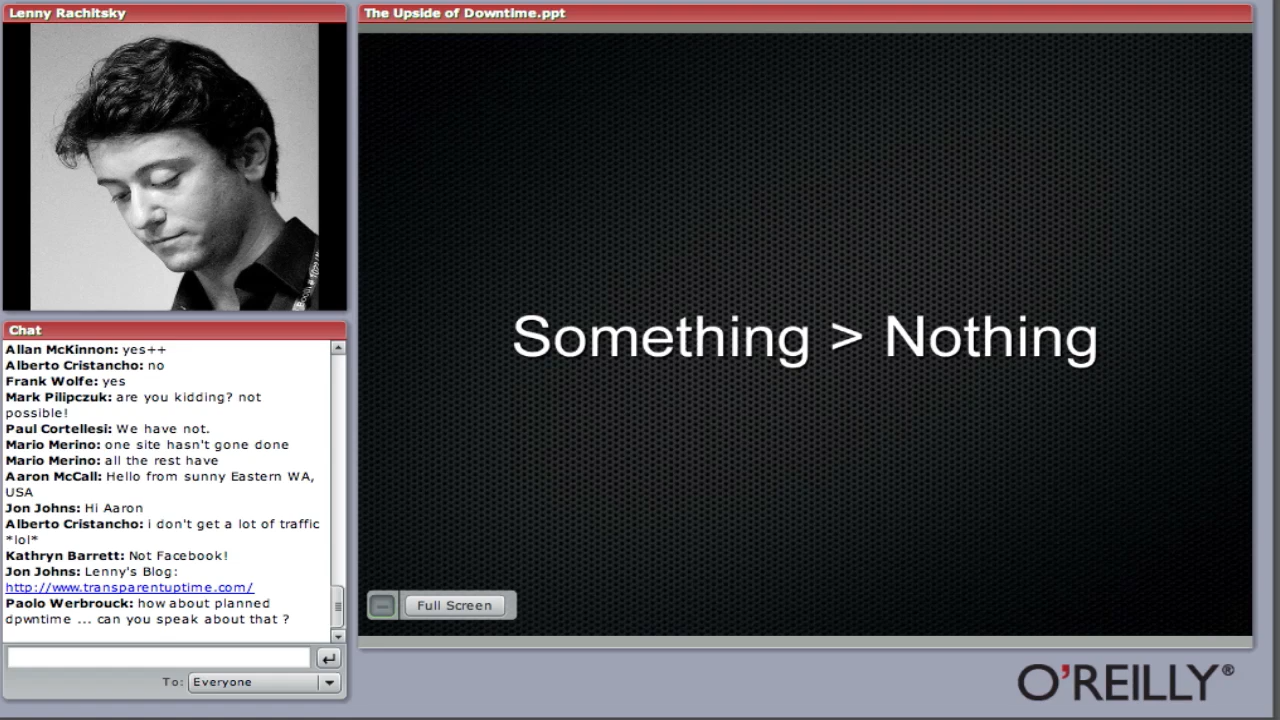 Lenny Rachitsky
The Upside of Downtime.ppt
Something > Nothing
Full Screen
Chat
Allan McKinnon: yes++
Alberto Cristancho: no
Frank Wolfe: yes
Mark Pilipczuk: are you kidding? not
possible!
Paul Cortellesi: We have not.
Mario Merino: one site hasn't gone done
Mario Merino: all the rest have
Aaron McCall: Hello from sunny Eastern WA,
USA
Jon Johns: Hi Aaron
Alberto Cristancho: i don't get a lot of traffic
*lol*
Kathryn Barrett: Not Facebook!
Jon Johns: Lenny's Blog:
http://www.transparentuptime.com/
Paolo Werbrouck: how about planned
dpwntime ... can you speak about that ?
To: Everyone
O'REILLY®